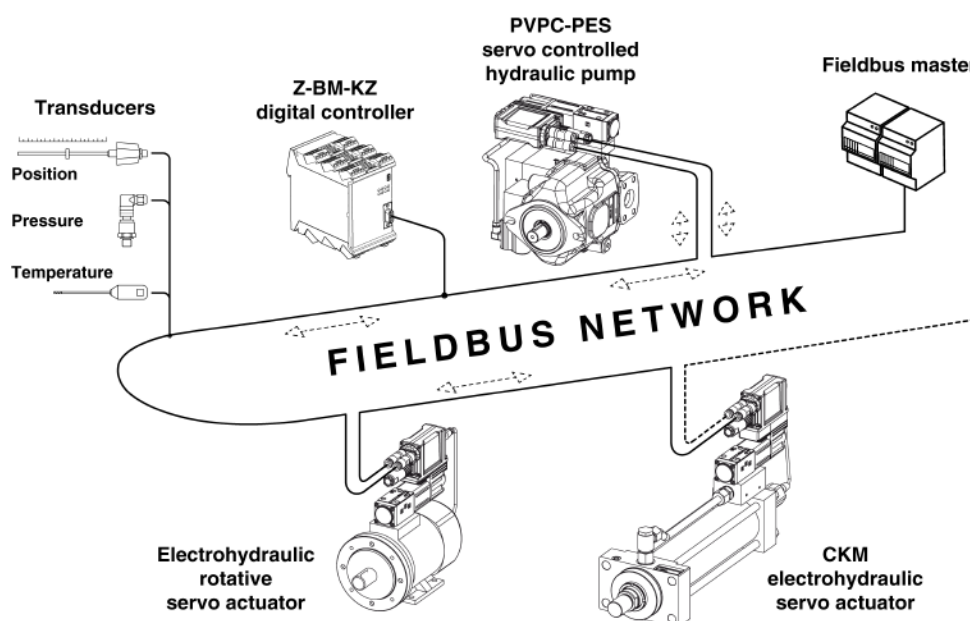 PVPC-PES
servo controlled
hydraulic pump
Fieldbus master
Z-BM-KZ
digital controller
Transducers
Position
Pressure
Temperature
FIELDBUS NETWORK
Electrohydraulic
rotative
servo actuator
CKM
electrohydraulic
servo actuator